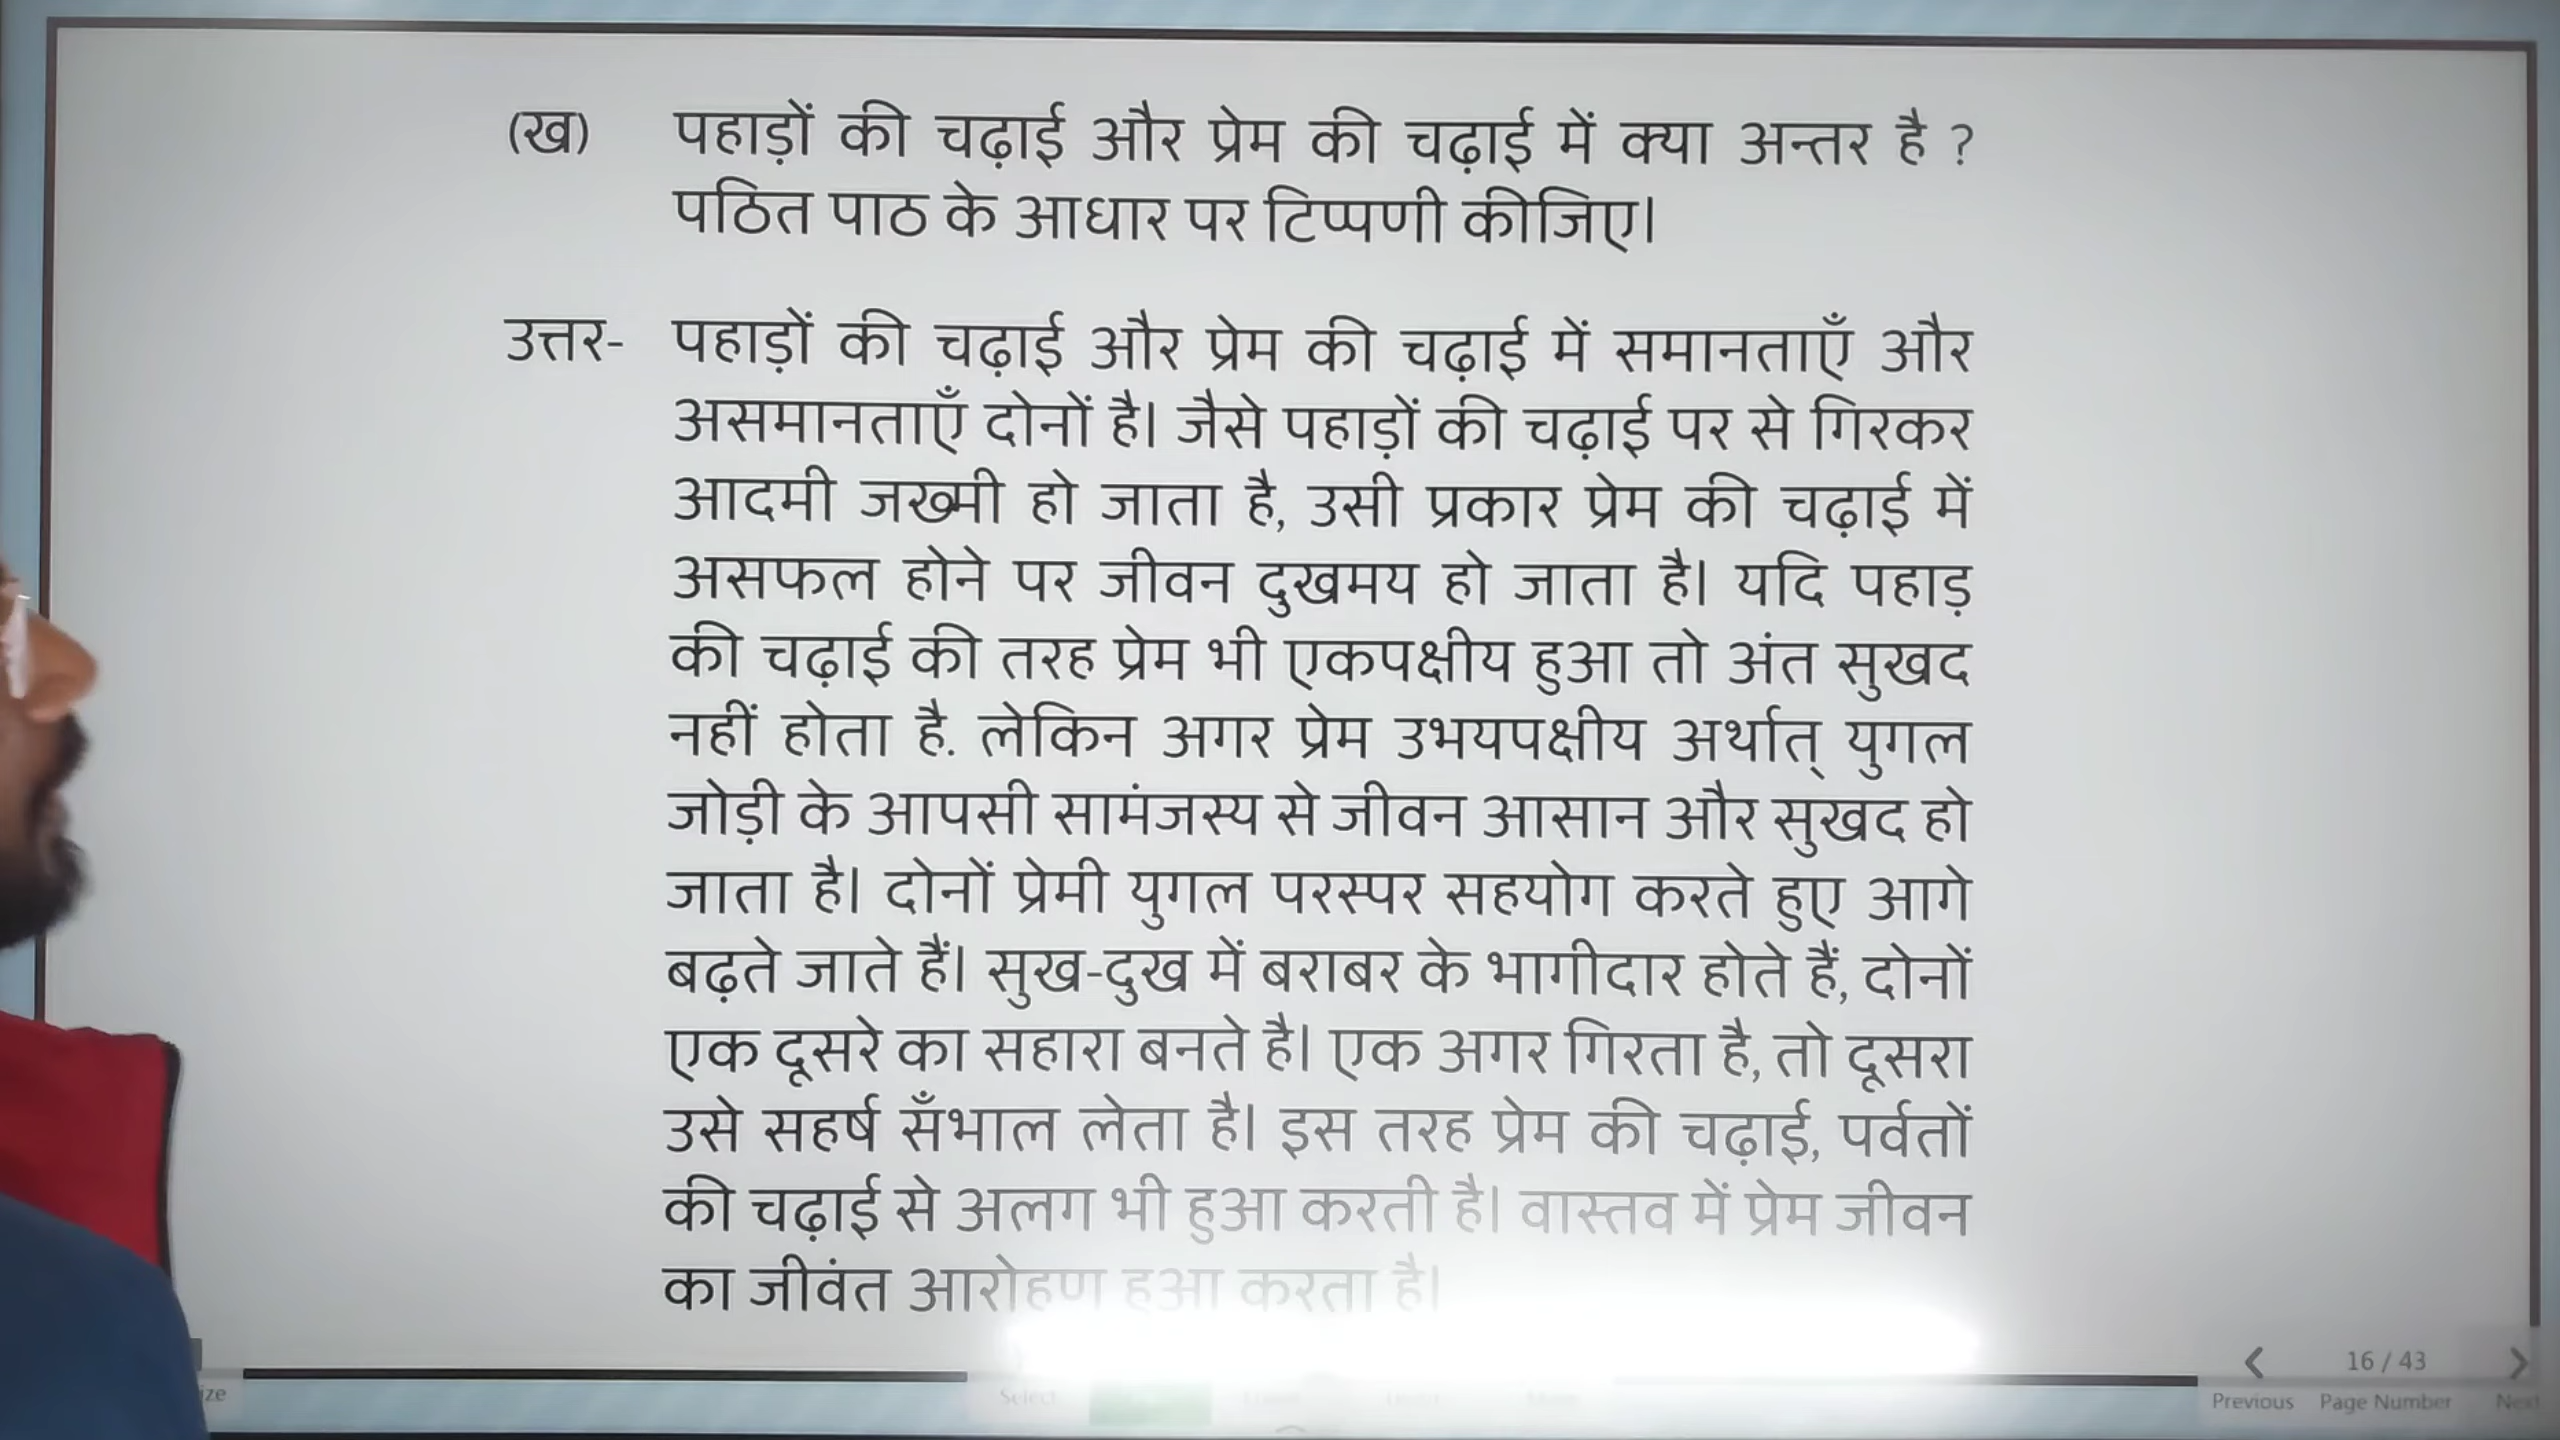 (ख) पहाड़ों की चढ़ाई और प्रेम की चढ़ाई में क्या अन्तर है ?
पठित पाठ के आधार पर टिप्पणी कीजिए।
उत्तर- पहाड़ों की चढ़ाई और प्रेम की चढ़ाई में समानताएँ और
असमानताएँ दोनों है। जैसे पहाड़ों की चढ़ाई पर से गिरकर
आदमी जख्मी हो जाता है, उसी प्रकार प्रेम की चढ़ाई में
असफल होने पर जीवन दुखमय हो जाता है। यदि पहाड़
की चढ़ाई की तरह प्रेम भी एकपक्षीय हुआ तो अंत सुखद
नहीं होता है. लेकिन अगर प्रेम उभयपक्षीय अर्थात् युगल
जोड़ी के आपसी सामंजस्य से जीवन आसान और सुखद हो
जाता है। दोनों प्रेमी युगल परस्पर सहयोग करते हुए आगे
बढ़ते जाते हैं। सुख-दुख में बराबर के भागीदार होते हैं, दोनों
एक दूसरे का सहारा बनते है। एक अगर गिरता है, तो दूसरा
उसे सहर्ष सँभाल लेता है। इस तरह प्रेम की चढ़ाई, पर्वतों
की चढ़ाई से अलग भी हुआ करती है। वास्तव में प्रेम जीवन
का जीवंत आरोहण हुआ करता है।
16 / 43
ize Select Previous Page Number Next